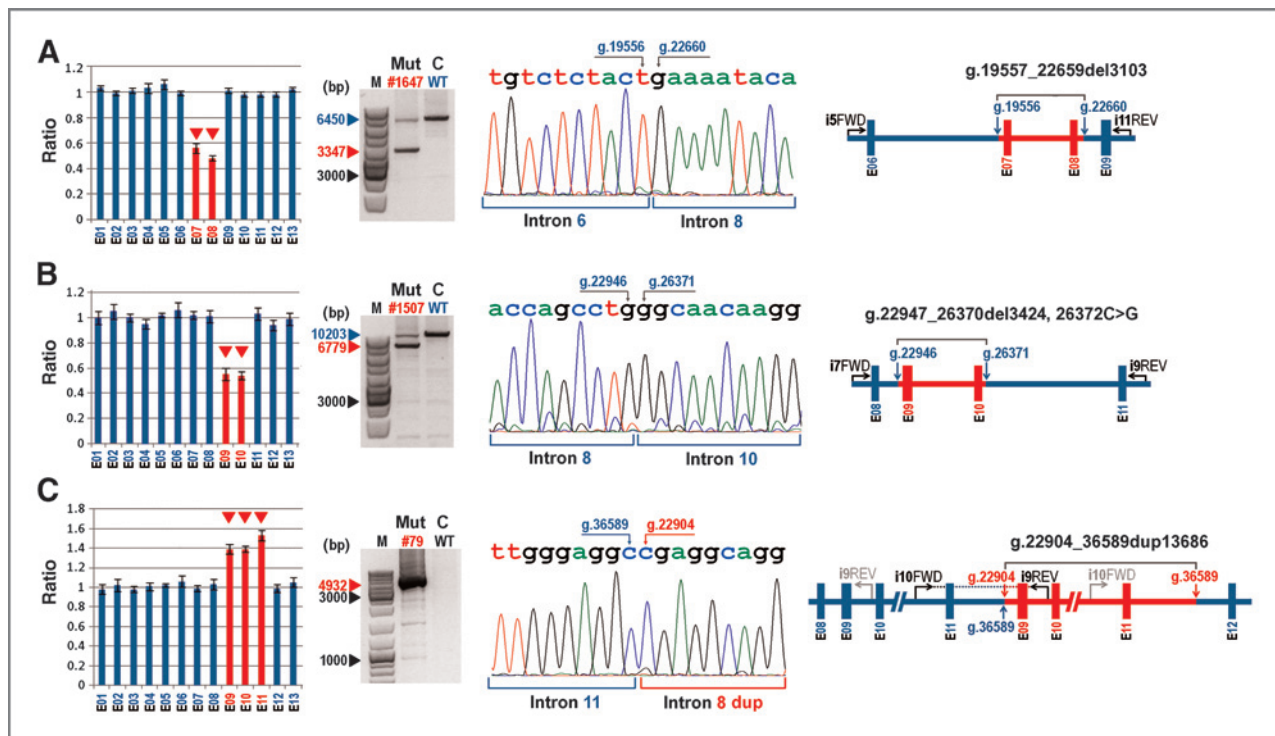 A
Ratio
1.2
1
0.8
0.6
0.4
0.2
0
E01 E02 E03 E04 E05 E06 E07 E08 E09 E10 E11 E12 E13
Mut C
(bp) M #1647 WT
6450
3347
3000
g.19556 g.22660
tgtctctactgaaaataca
Intron 6 Intron 8
g.19557_22659del3103
g.19556 g.22660
i5FWD i11REV
E06 E07 E08 E09
B
Ratio
1.2
1
0.8
0.6
0.4
0.2
0
E01 E02 E03 E04 E05 E06 E07 E08 E09 E10 E11 E12 E13
Mut C
(bp) M #1507 WT
10203
6779
3000
g.22946 g.26371
accagcctgggcaacaagg
Intron 8 Intron 10
g.22947_26370del3424, 26372C>G
g.22946 g.26371
i7FWD i9REV
E08 E09 E10 E11
C
Ratio
1.8
1.6
1.4
1.2
1
0.8
0.6
0.4
0.2
0
E01 E02 E03 E04 E05 E06 E07 E08 E09 E10 E11 E12 E13
Mut C
(bp) M #79 WT
4932
3000
1000
g.36589 g.22904
ttgggaggccgaggcagg
Intron 11 Intron 8 dup
g.22904_36589dup13686
i9REV i10FWD g.22904 i9REV i10FWD g.36589
g.36589
E08 E09 E10 E11 E09 E10 E11 E12